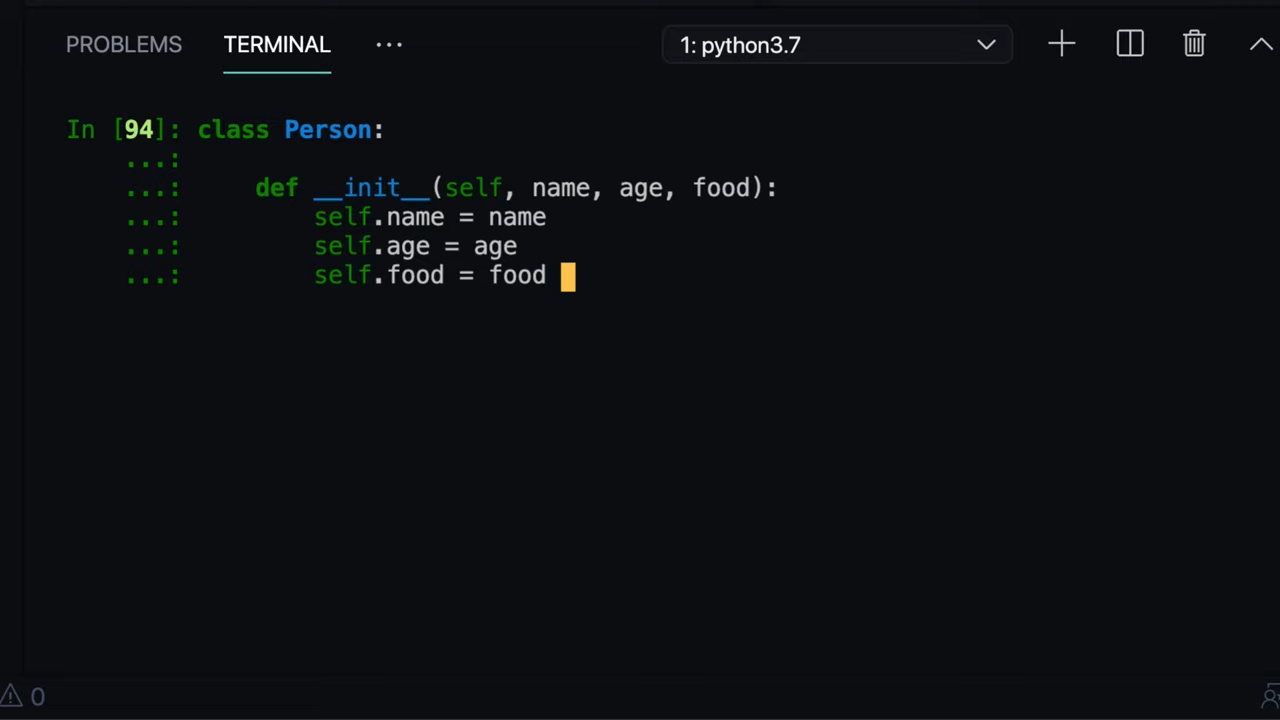 PROBLEMS TERMINAL ... 1: python3.7
In [94]: class Person:
...:
...: def __init__(self, name, age, food):
...: self.name = name
...: self.age = age
...: self.food = food
0